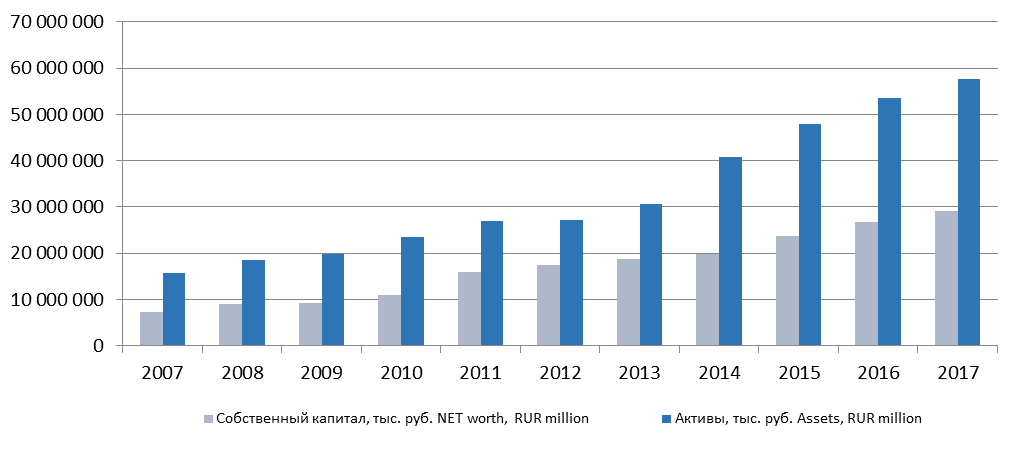 70 000 000
60 000 000
50 000 000
40 000 000
30 000 000
20 000 000
10 000 000
0
2007 2008 2009 2010 2011 2012 2013 2014 2015 2016 2017
Собственный капитал, тыс. руб. NET worth, RUR million Активы, тыс. руб. Assets, RUR million